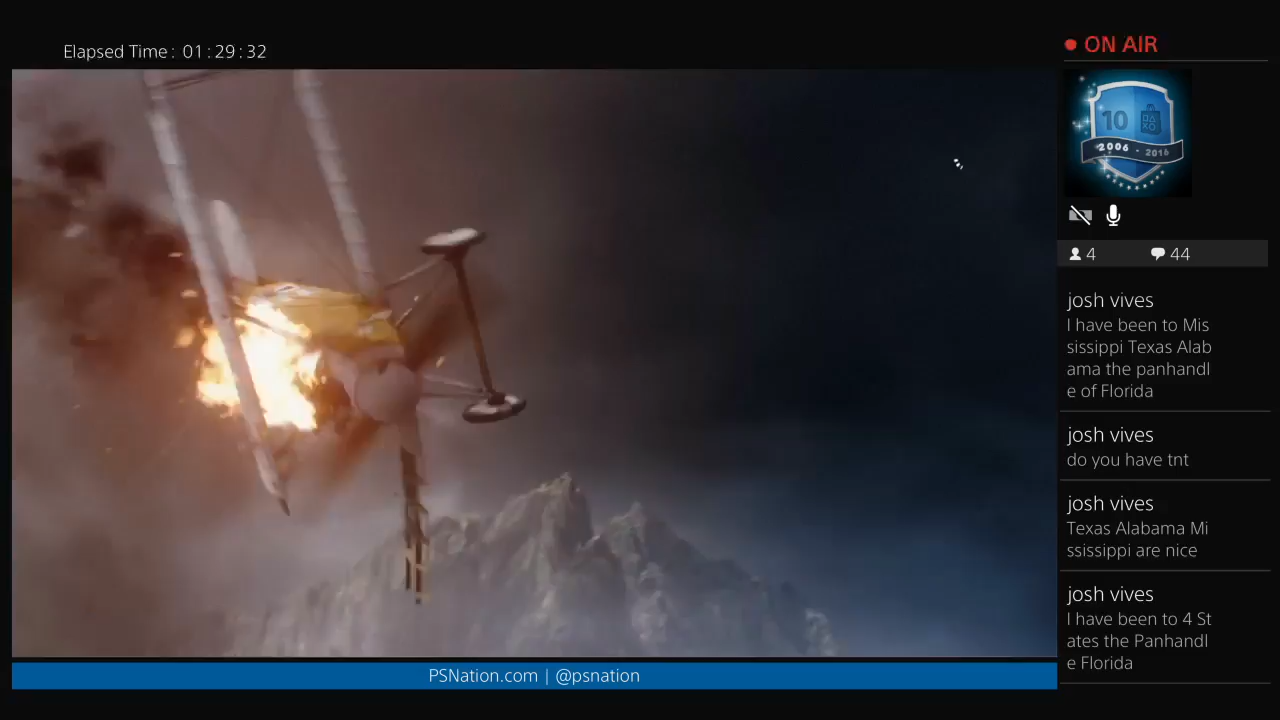 Elapsed Time: 01:29:32
ON AIR
10
2006 - 2016
4
44
josh vives
I have been to Mis
sissippi Texas Alab
ama the panhandl
e of Florida
josh vives
do you have tnt
josh vives
Texas Alabama Mi
ssissippi are nice
josh vives
I have been to 4 St
ates the Panhandl
e Florida
PSNation.com | @psnation